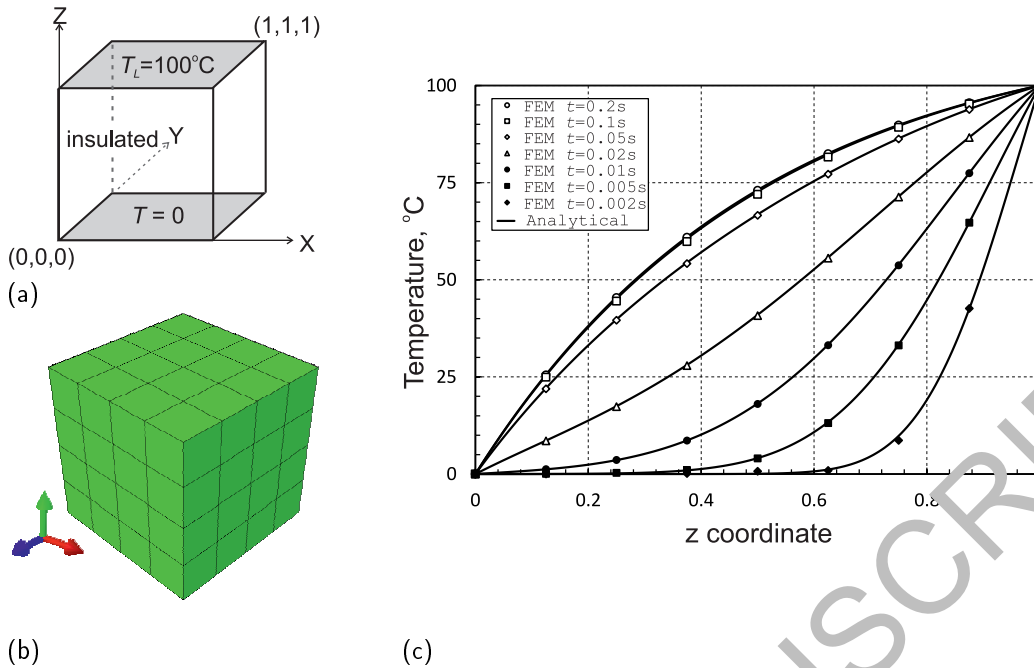 Z
(1,1,1)
T_L=100°C
insulated
Y
T = 0
X
(0,0,0)
(a)
(b)
100
75
50
25
0
Temperature, °C
FEM t=0.2s
FEM t=0.1s
FEM t=0.05s
FEM t=0.02s
FEM t=0.01s
FEM t=0.005s
FEM t=0.002s
Analytical
0
0.2
0.4
0.6
0.8
z coordinate
(c)